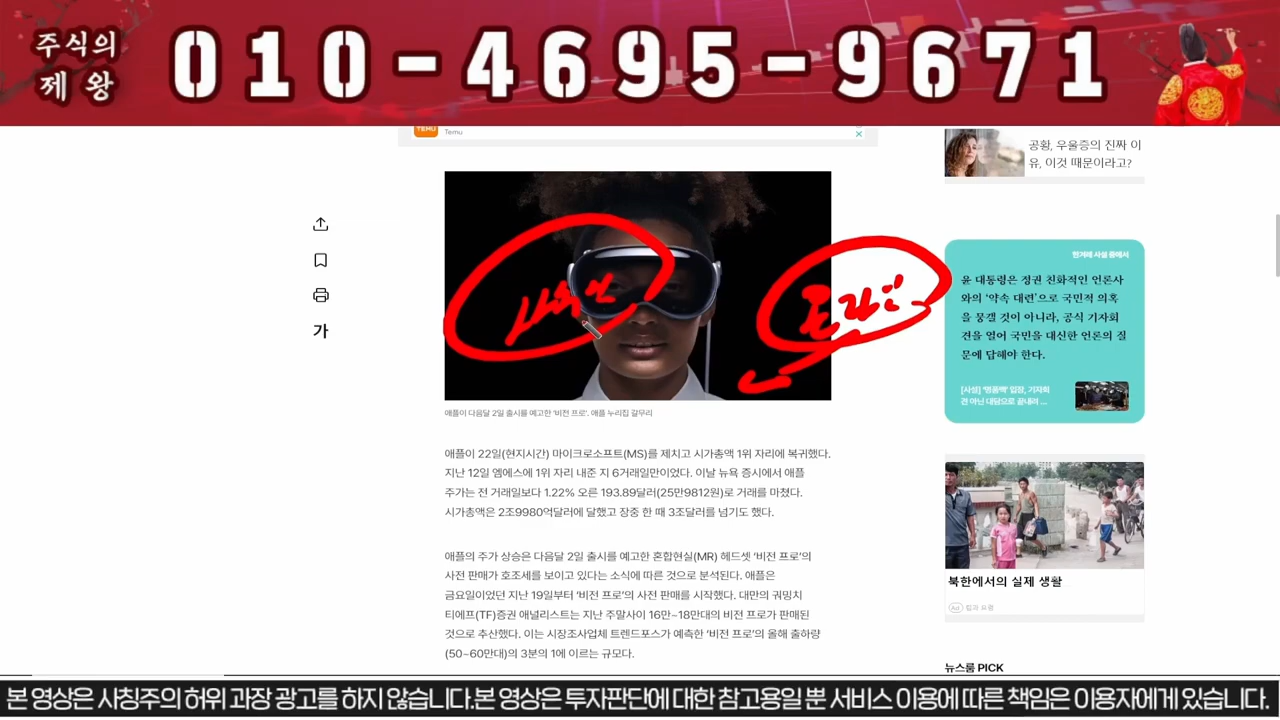 주식의
제왕
010-4695-9671
TEMU
Temu
공황, 우울증의 진짜 이
유, 이것 때문이라고?
한겨레 사설 중에서
윤 대통령은 정권 친화적인 언론사
와의 '약속 대련'으로 국민적 의혹
을 뭉갤 것이 아니라, 공식 기자회
견을 열어 국민을 대신한 언론의 질
문에 답해야 한다.
[사설] '명품백' 입장, 기자회
견 아닌 대담으로 끝내려 ...
가
애플이 다음달 2일 출시를 예고한 '비전 프로'. 애플 누리집 갈무리
애플이 22일(현지시간) 마이크로소프트(MS)를 제치고 시가총액 1위 자리에 복귀했다.
지난 12일 엠에스에 1위 자리 내준 지 6거래일만이었다. 이날 뉴욕 증시에서 애플
주가는 전 거래일보다 1.22% 오른 193.89달러(25만9812원)로 거래를 마쳤다.
시가총액은 2조9980억달러에 달했고 장중 한 때 3조달러를 넘기도 했다.
애플의 주가 상승은 다음달 2일 출시를 예고한 혼합현실(MR) 헤드셋 '비전 프로'의
사전 판매가 호조세를 보이고 있다는 소식에 따른 것으로 분석된다. 애플은
금요일이었던 지난 19일부터 '비전 프로'의 사전 판매를 시작했다. 대만의 궈밍치
티에프(TF)증권 애널리스트는 지난 주말사이 16만~18만대의 비전 프로가 판매된
것으로 추산했다. 이는 시장조사업체 트렌드포스가 예측한 '비전 프로'의 올해 출하량
(50~60만대)의 3분의 1에 이르는 규모다.
북한에서의 실제 생활
Ad
뉴스룸 PICK
본 영상은 사칭주의 허위 과장 광고를 하지 않습니다.본 영상은 투자판단에 대한 참고용일 뿐 서비스 이용에 따른 책임은 이용자에게 있습니다.